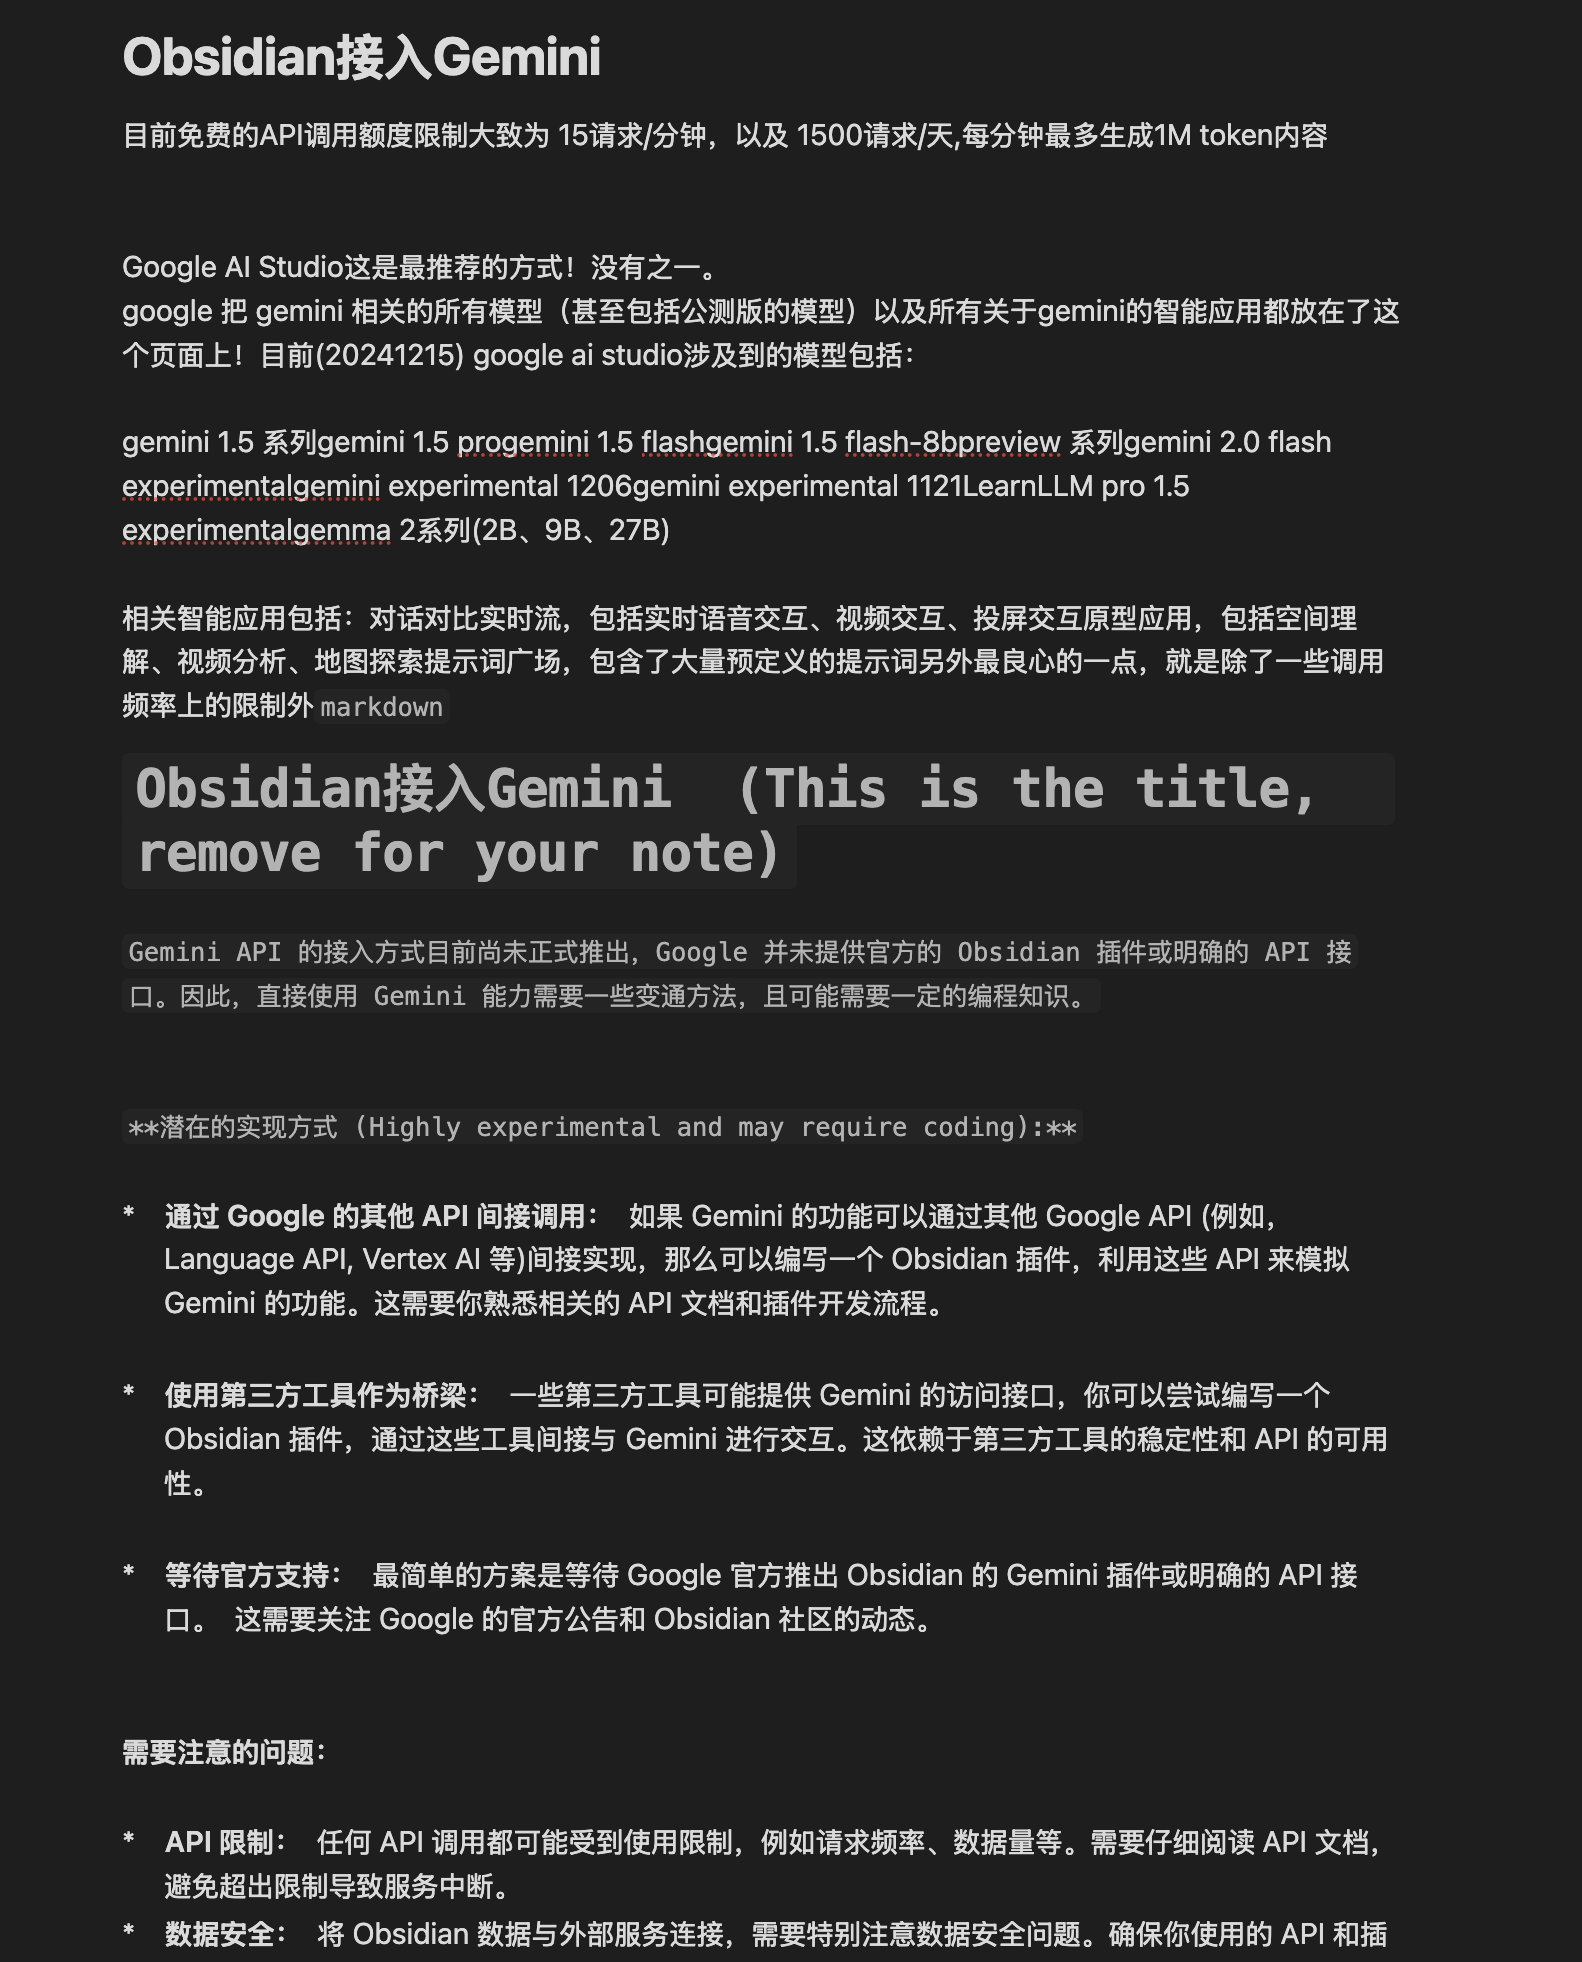 Obsidian接入Gemini
目前免费的API调用额度限制大致为 15请求/分钟，以及 1500请求/天,每分钟最多生成1M token内容
Google AI Studio这是最推荐的方式！没有之一。
google 把 gemini 相关的所有模型（甚至包括公测版的模型）以及所有关于gemini的智能应用都放在了这
个页面上！目前(20241215) google ai studio涉及到的模型包括：
gemini 1.5 系列gemini 1.5 progemini 1.5 flashgemini 1.5 flash-8bpreview 系列gemini 2.0 flash
experimentalgemini experimental 1206gemini experimental 1121LearnLLM pro 1.5
experimentalgemma 2系列(2B、9B、27B)
相关智能应用包括：对话对比实时流，包括实时语音交互、视频交互、投屏交互原型应用，包括空间理
解、视频分析、地图探索提示词广场，包含了大量预定义的提示词另外最良心的一点，就是除了一些调用
频率上的限制外 markdown
Obsidian接入Gemini  (This is the title,
remove for your note)
Gemini API 的接入方式目前尚未正式推出，Google 并未提供官方的 Obsidian 插件或明确的 API 接
口。因此，直接使用 Gemini 能力需要一些变通方法，且可能需要一定的编程知识。
**潜在的实现方式 (Highly experimental and may require coding):**
* 通过 Google 的其他 API 间接调用： 如果 Gemini 的功能可以通过其他 Google API (例如，
Language API, Vertex AI 等)间接实现，那么可以编写一个 Obsidian 插件，利用这些 API 来模拟
Gemini 的功能。这需要你熟悉相关的 API 文档和插件开发流程。
* 使用第三方工具作为桥梁： 一些第三方工具可能提供 Gemini 的访问接口，你可以尝试编写一个
Obsidian 插件，通过这些工具间接与 Gemini 进行交互。这依赖于第三方工具的稳定性和 API 的可用
性。
* 等待官方支持： 最简单的方案是等待 Google 官方推出 Obsidian 的 Gemini 插件或明确的 API 接
口。 这需要关注 Google 的官方公告和 Obsidian 社区的动态。
需要注意的问题：
* API 限制： 任何 API 调用都可能受到使用限制，例如请求频率、数据量等。需要仔细阅读 API 文档，
避免超出限制导致服务中断。
* 数据安全： 将 Obsidian 数据与外部服务连接，需要特别注意数据安全问题。确保你使用的 API 和插